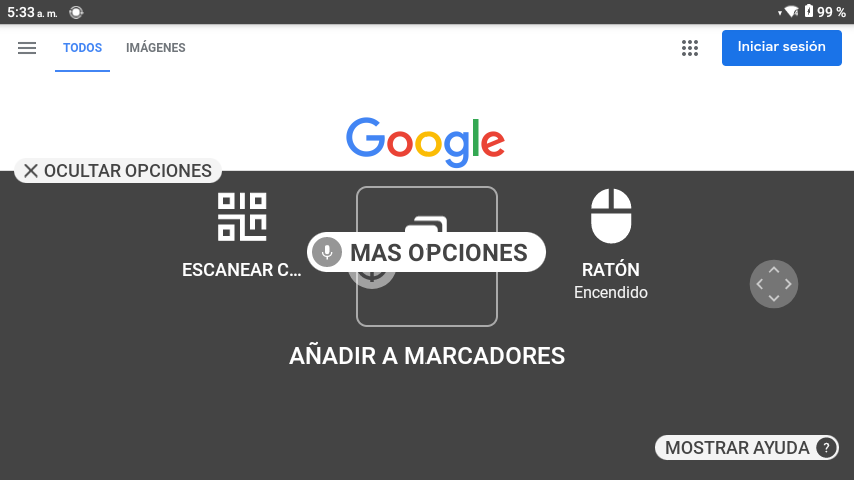 5:33 a. m.
99 %
TODOS
IMÁGENES
Iniciar sesión
Google
OCULTAR OPCIONES
MAS OPCIONES
ESCANEAR C...
RATÓN
Encendido
AÑADIR A MARCADORES
MOSTRAR AYUDA ?